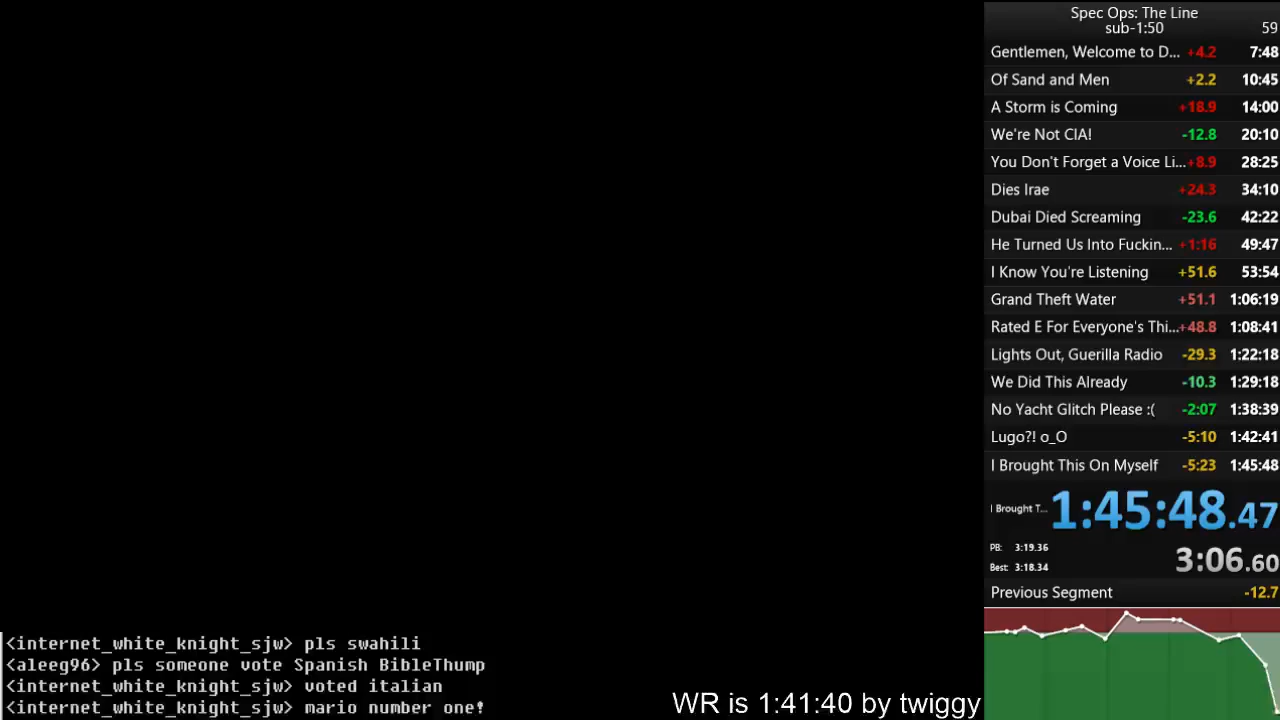 Spec Ops: The Line
sub-1:50 59
Gentlemen, Welcome to D... +4.2 7:48
Of Sand and Men +2.2 10:45
A Storm is Coming +18.9 14:00
We're Not CIA! -12.8 20:10
You Don't Forget a Voice Li... +8.9 28:25
Dies Irae +24.3 34:10
Dubai Died Screaming -23.6 42:22
He Turned Us Into Fuckin... +1:16 49:47
I Know You're Listening +51.6 53:54
Grand Theft Water +51.1 1:06:19
Rated E For Everyone's Thi... +48.8 1:08:41
Lights Out, Guerilla Radio -29.3 1:22:18
We Did This Already -10.3 1:29:18
No Yacht Glitch Please :( -2:07 1:38:39
Lugo?! o_O -5:10 1:42:41
I Brought This On Myself -5:23 1:45:48
I Brought T... 1:45:48.47
PB: 3:19.36
Best: 3:18.34
3:06.60
Previous Segment -12.7
<internet_white_knight_sjw> pls swahili
<aleeg96> pls someone vote Spanish BibleThump
<internet_white_knight_sjw> voted italian
<internet_white_knight_sjw> mario number one!
WR is 1:41:40 by twiggy